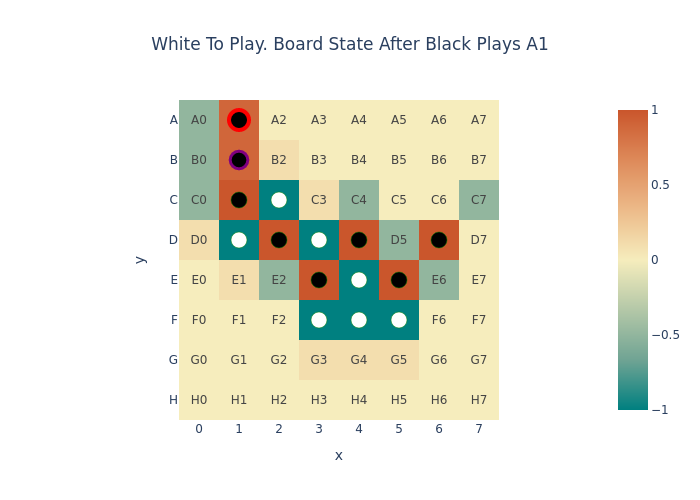 White To Play. Board State After Black Plays A1
A A0 A2 A3 A4 A5 A6 A7
B B0 B2 B3 B4 B5 B6 B7
C C0 C3 C4 C5 C6 C7
D D0 D5 D7
E E0 E1 E2 E6 E7
F F0 F1 F2 F6 F7
G G0 G1 G2 G3 G4 G5 G6 G7
H H0 H1 H2 H3 H4 H5 H6 H7
0 1 2 3 4 5 6 7
x
y
1
0.5
0
−0.5
−1